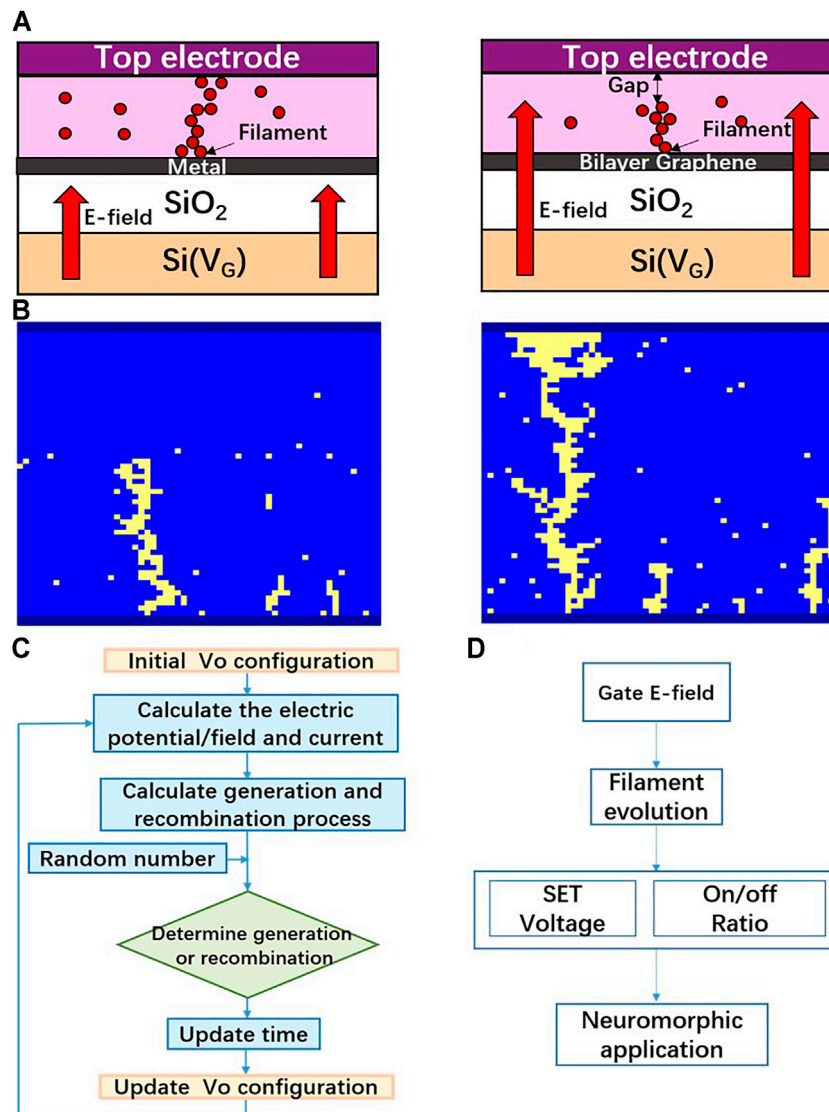 A
Top electrode
Filament
Metal
SiO2
E-field
Si(VG)
Top electrode
Gap
Filament
Bilayer Graphene
SiO2
E-field
Si(VG)
B
C
Initial Vo configuration
Calculate the electric
potential/field and current
Calculate generation and
recombination process
Random number
Determine generation
or recombination
Update time
Update Vo configuration
D
Gate E-field
Filament
evolution
SET
Voltage
On/off
Ratio
Neuromorphic
application